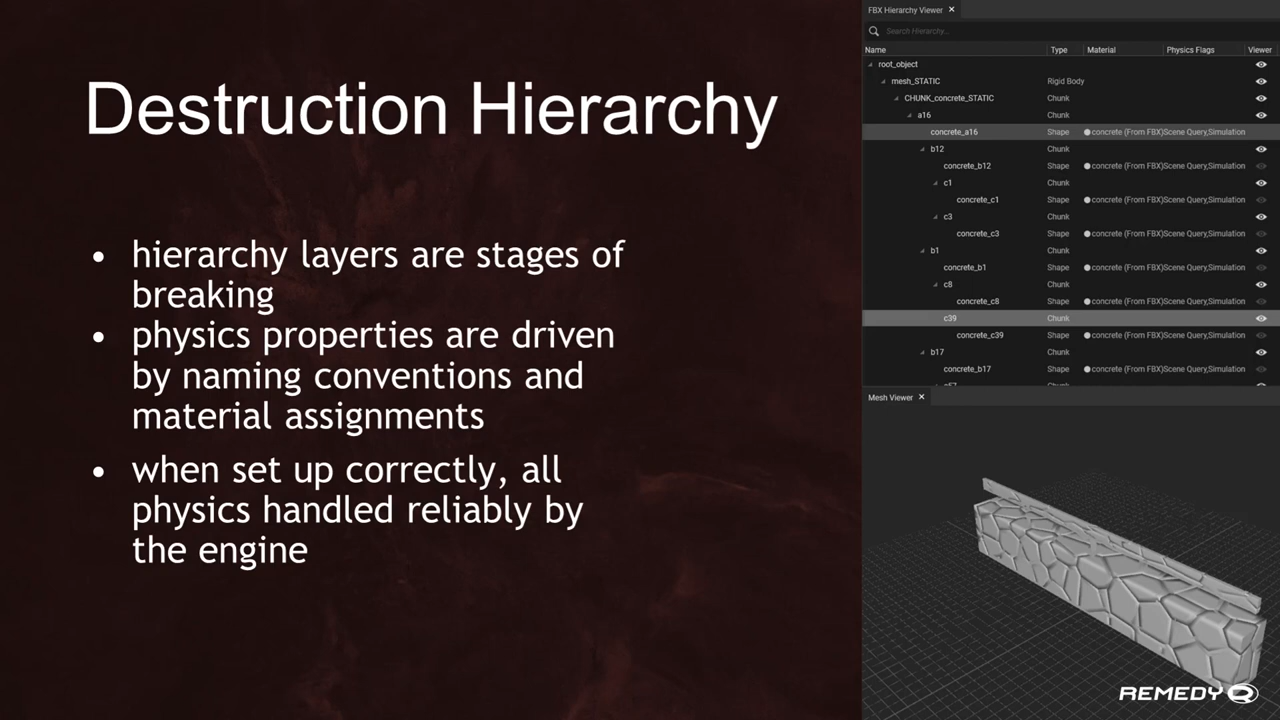 Destruction Hierarchy
• hierarchy layers are stages of
breaking
• physics properties are driven
by naming conventions and
material assignments
• when set up correctly, all
physics handled reliably by
the engine
FBX Hierarchy Viewer ×
Search Hierarchy...
Name Type Material Physics Flags Viewer
root_object
mesh_STATIC Rigid Body
CHUNK_concrete_STATIC Chunk
a16 Chunk
concrete_a16 Shape concrete (From FBX)Scene Query,Simulation
b12 Chunk
concrete_b12 Shape concrete (From FBX)Scene Query,Simulation
c1 Chunk
concrete_c1 Shape concrete (From FBX)Scene Query,Simulation
c3 Chunk
concrete_c3 Shape concrete (From FBX)Scene Query,Simulation
b1 Chunk
concrete_b1 Shape concrete (From FBX)Scene Query,Simulation
c8 Chunk
concrete_c8 Shape concrete (From FBX)Scene Query,Simulation
c39 Chunk
concrete_c39 Shape concrete (From FBX)Scene Query,Simulation
b17 Chunk
concrete_b17 Shape concrete (From FBX)Scene Query,Simulation
Mesh Viewer ×
REMEDY